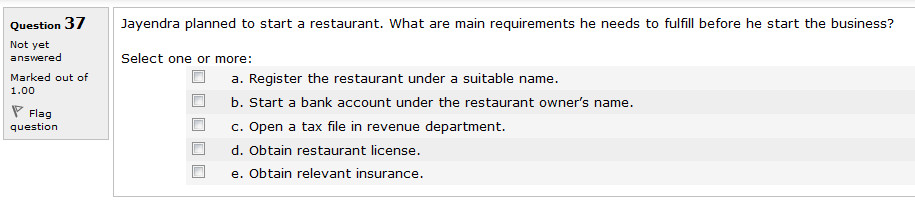 Question 37
Not yet
answered
Marked out of
1.00
Flag
question
Jayendra planned to start a restaurant. What are main requirements he needs to fulfill before he start the business?
Select one or more:
a. Register the restaurant under a suitable name.
b. Start a bank account under the restaurant owner's name.
c. Open a tax file in revenue department.
d. Obtain restaurant license.
e. Obtain relevant insurance.